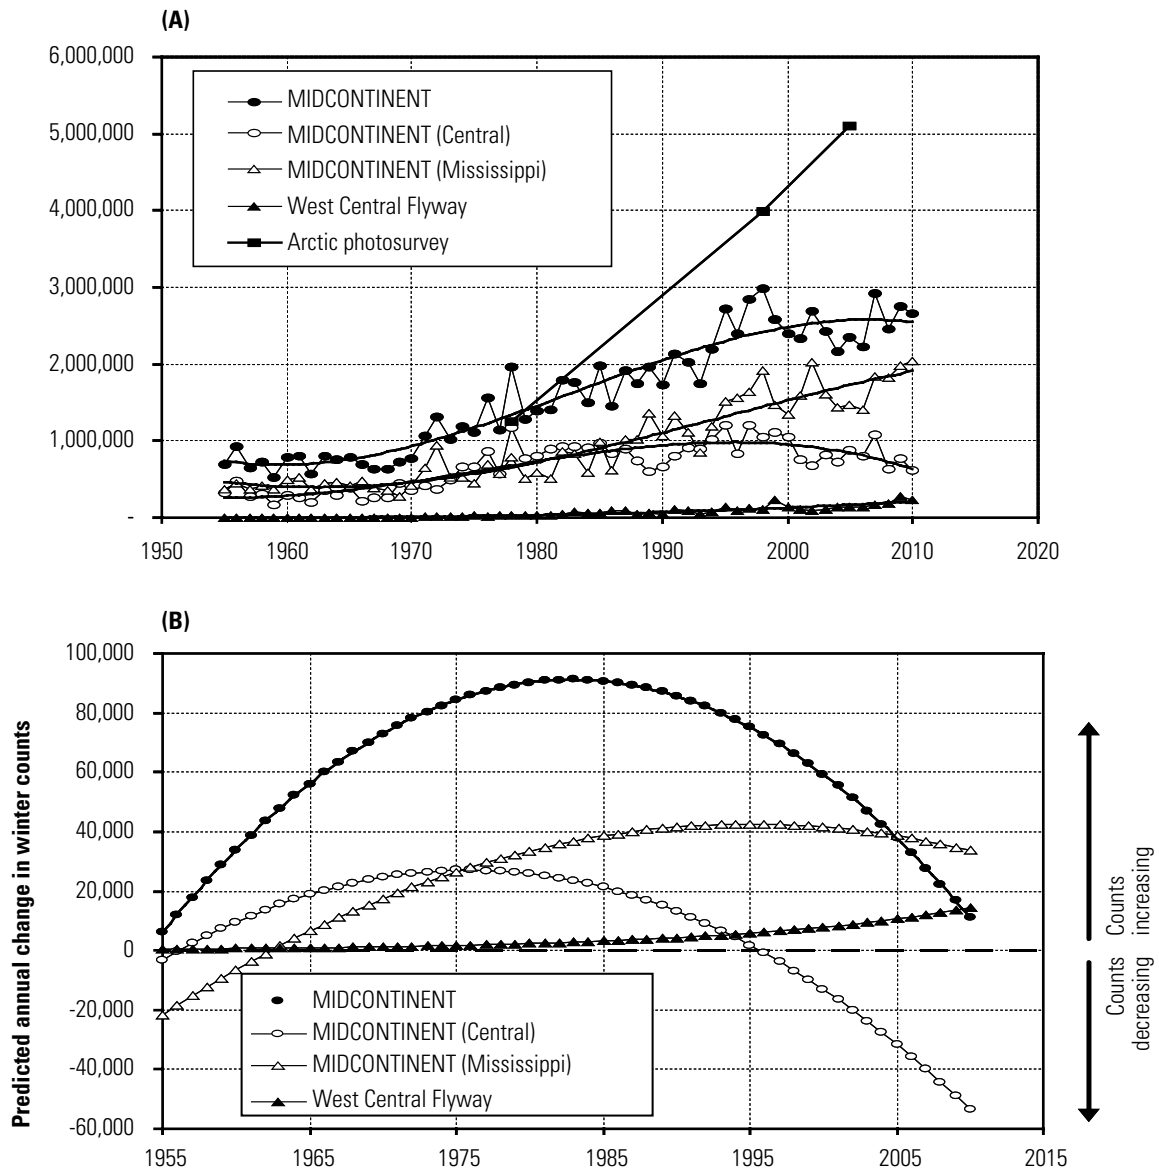 (A)
6,000,000
5,000,000
4,000,000
3,000,000
2,000,000
1,000,000
-
MIDCONTINENT
MIDCONTINENT (Central)
MIDCONTINENT (Mississippi)
West Central Flyway
Arctic photosurvey
1950 1960 1970 1980 1990 2000 2010 2020
(B)
Predicted annual change in winter counts
100,000
80,000
60,000
40,000
20,000
0
-20,000
-40,000
-60,000
MIDCONTINENT
MIDCONTINENT (Central)
MIDCONTINENT (Mississippi)
West Central Flyway
1955 1965 1975 1985 1995 2005 2015
Counts
increasing
Counts
decreasing